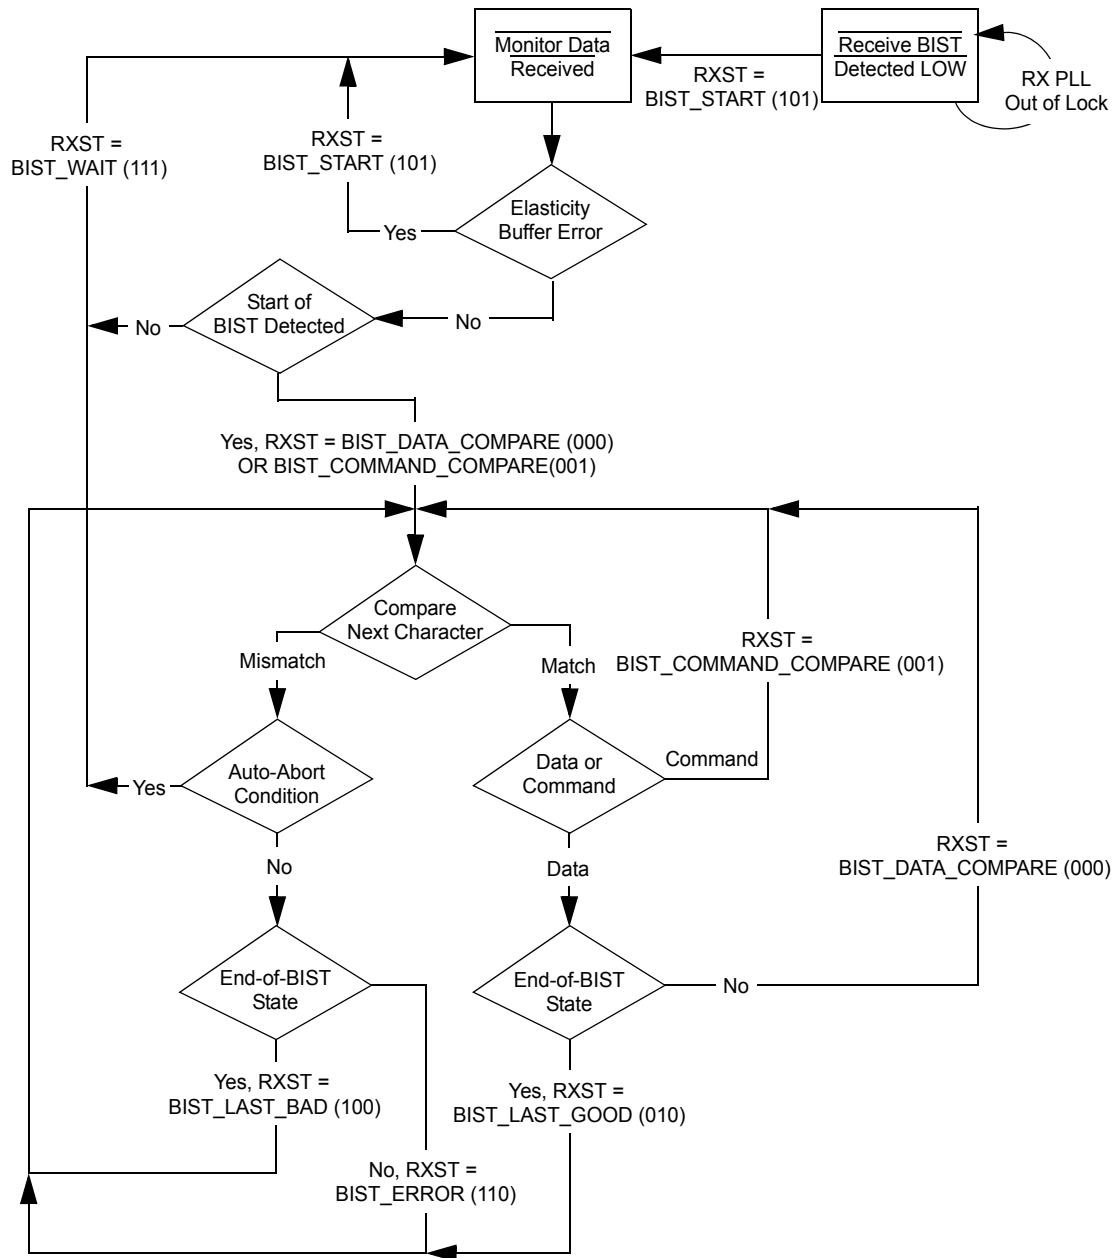 Monitor Data
Received
Receive BIST
Detected LOW
RX PLL
Out of Lock
RXST =
BIST_START (101)
RXST =
BIST_WAIT (111)
RXST =
BIST_START (101)
Elasticity
Buffer Error
Yes
No
Start of
BIST Detected
No
Yes, RXST = BIST_DATA_COMPARE (000)
OR BIST_COMMAND_COMPARE(001)
Compare
Next Character
Mismatch
Match
RXST =
BIST_COMMAND_COMPARE (001)
Auto-Abort
Condition
Yes
Data or
Command
Command
No
Data
RXST =
BIST_DATA_COMPARE (000)
End-of-BIST
State
End-of-BIST
State
No
Yes, RXST =
BIST_LAST_BAD (100)
Yes, RXST =
BIST_LAST_GOOD (010)
No, RXST =
BIST_ERROR (110)